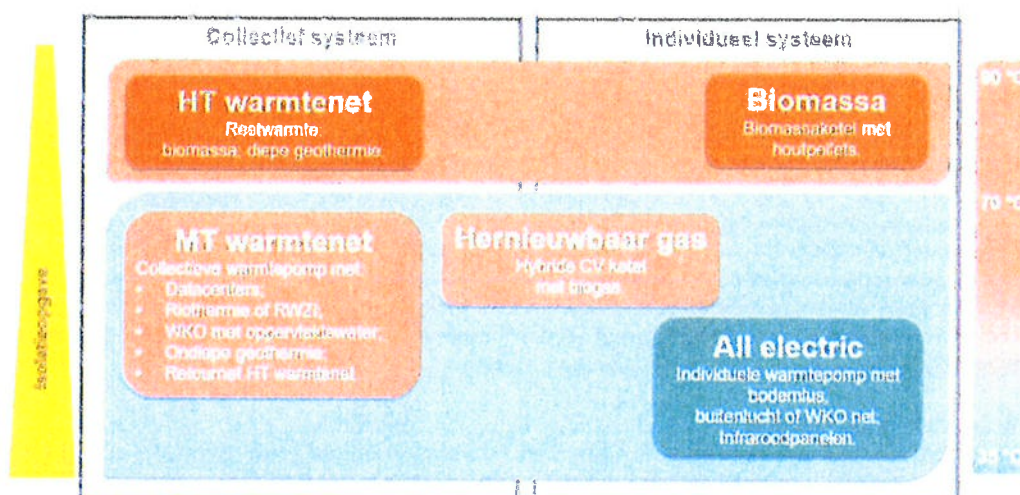 Collectief systeem
Individueel systeem
HT warmtenet
Restwarmte,
biomassa; diepe geothermie
Biomassa
Biomassaketel met
houtpellets.
90 °C
70 °C
MT warmtenet
Collectieve warmtepomp met:
• Datacenters;
• Riothermie of RWZI;
• WKO met oppervlaktewater;
• Ondiepe geothermie;
• Retournet HT warmtenet
Hernieuwbaar gas
Hybride CV ketel
met biogas.
All electric
Individuele warmtepomp met
bodemlus,
buitenlucht of WKO net;
Infraroodpanelen.
Isolatieopgave
35 °C